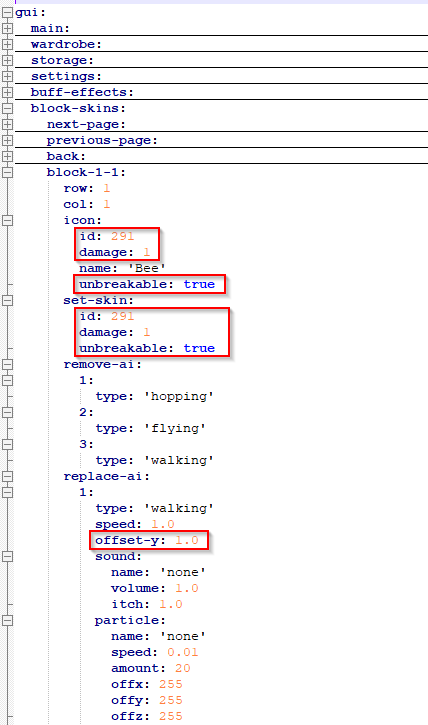 gui:
main:
wardrobe:
storage:
settings:
buff-effects:
block-skins:
next-page:
previous-page:
back:
block-1-1:
row: 1
col: 1
icon:
id: 291
damage: 1
name: 'Bee'
unbreakable: true
set-skin:
id: 291
damage: 1
unbreakable: true
remove-ai:
1:
type: 'hopping'
2:
type: 'flying'
3:
type: 'walking'
replace-ai:
1:
type: 'walking'
speed: 1.0
offset-y: 1.0
sound:
name: 'none'
volume: 1.0
itch: 1.0
particle:
name: 'none'
speed: 0.01
amount: 20
offx: 255
offy: 255
offz: 255